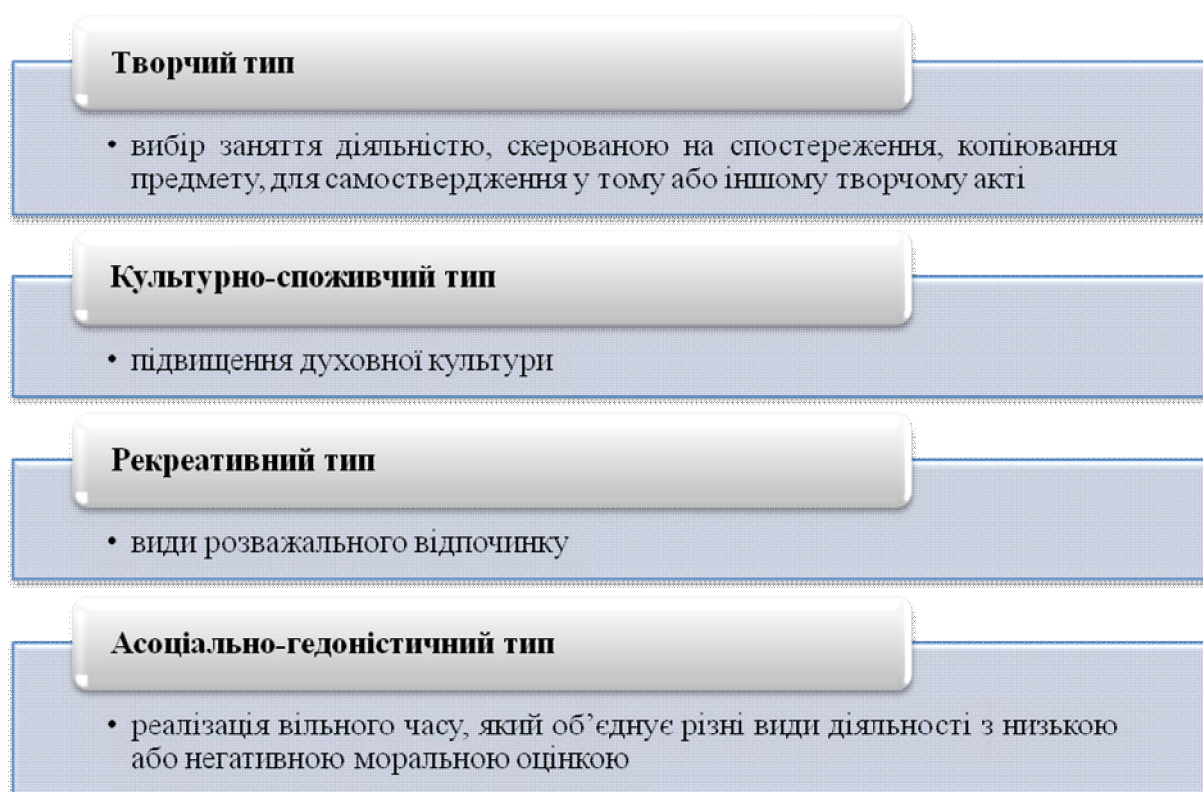 Творчий тип
• вибір заняття діяльністю, скерованою на спостереження, копіювання
предмету, для самоствердження у тому або іншому творчому акті
Культурно-споживчий тип
• підвищення духовної культури
Рекреативний тип
• види розважального відпочинку
Асоціально-гедоністичний тип
• реалізація вільного часу, який об’єднує різні види діяльності з низькою
або негативною моральною оцінкою